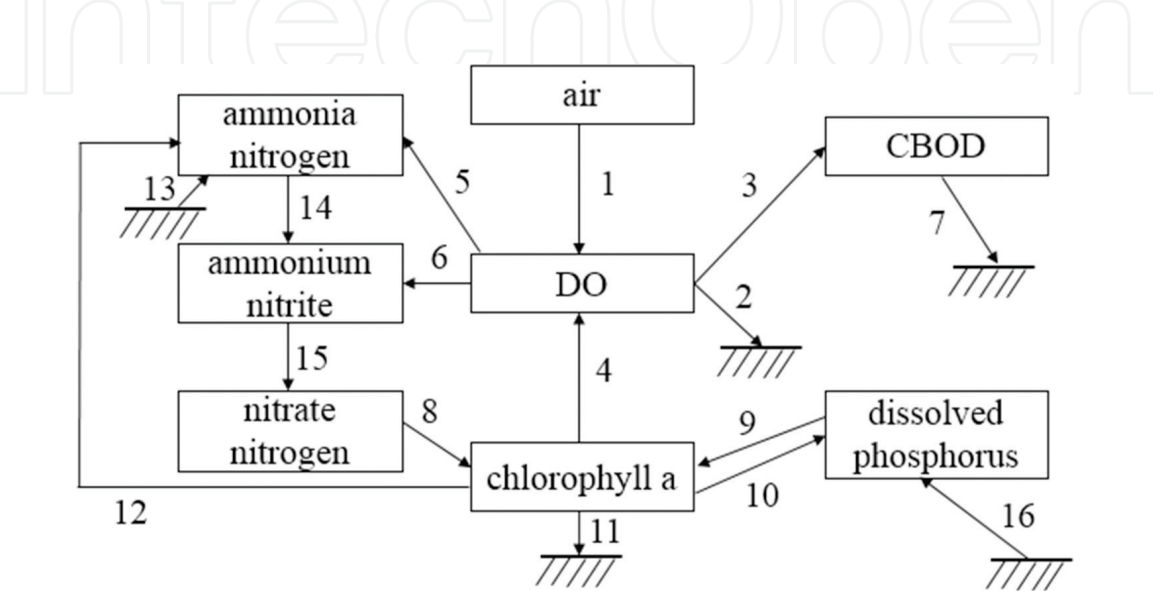 IntechOpen
air
ammonia
nitrogen
CBOD
5
1
3
13
14
7
ammonium
nitrite
6
DO
2
15
4
nitrate
nitrogen
8
9
dissolved
phosphorus
chlorophyll a
10
12
11
16